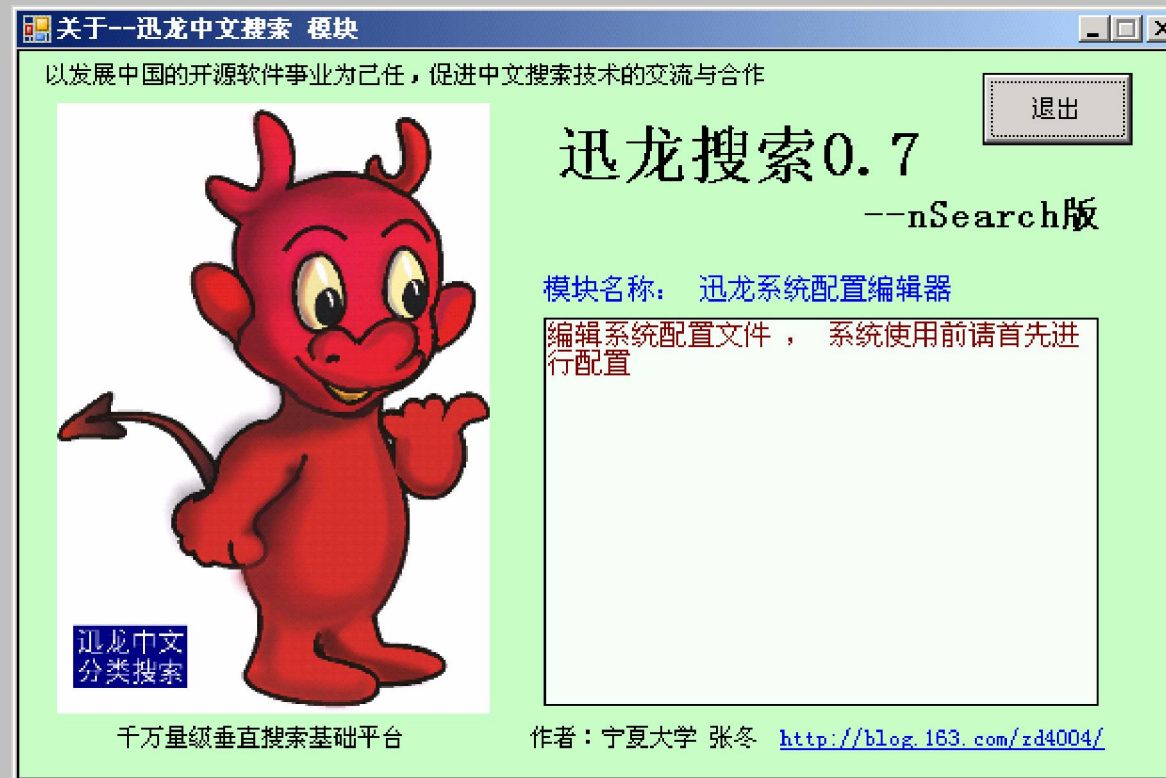 关于--迅龙中文搜索 模块
以发展中国的开源软件事业为己任，促进中文搜索技术的交流与合作
退出
迅龙搜索0.7
--nSearch版
模块名称： 迅龙系统配置编辑器
编辑系统配置文件 ， 系统使用前请首先进
行配置
迅龙中文
分类搜索
千万量级垂直搜索基础平台
作者：宁夏大学 张冬 http://blog.163.com/zd4004/